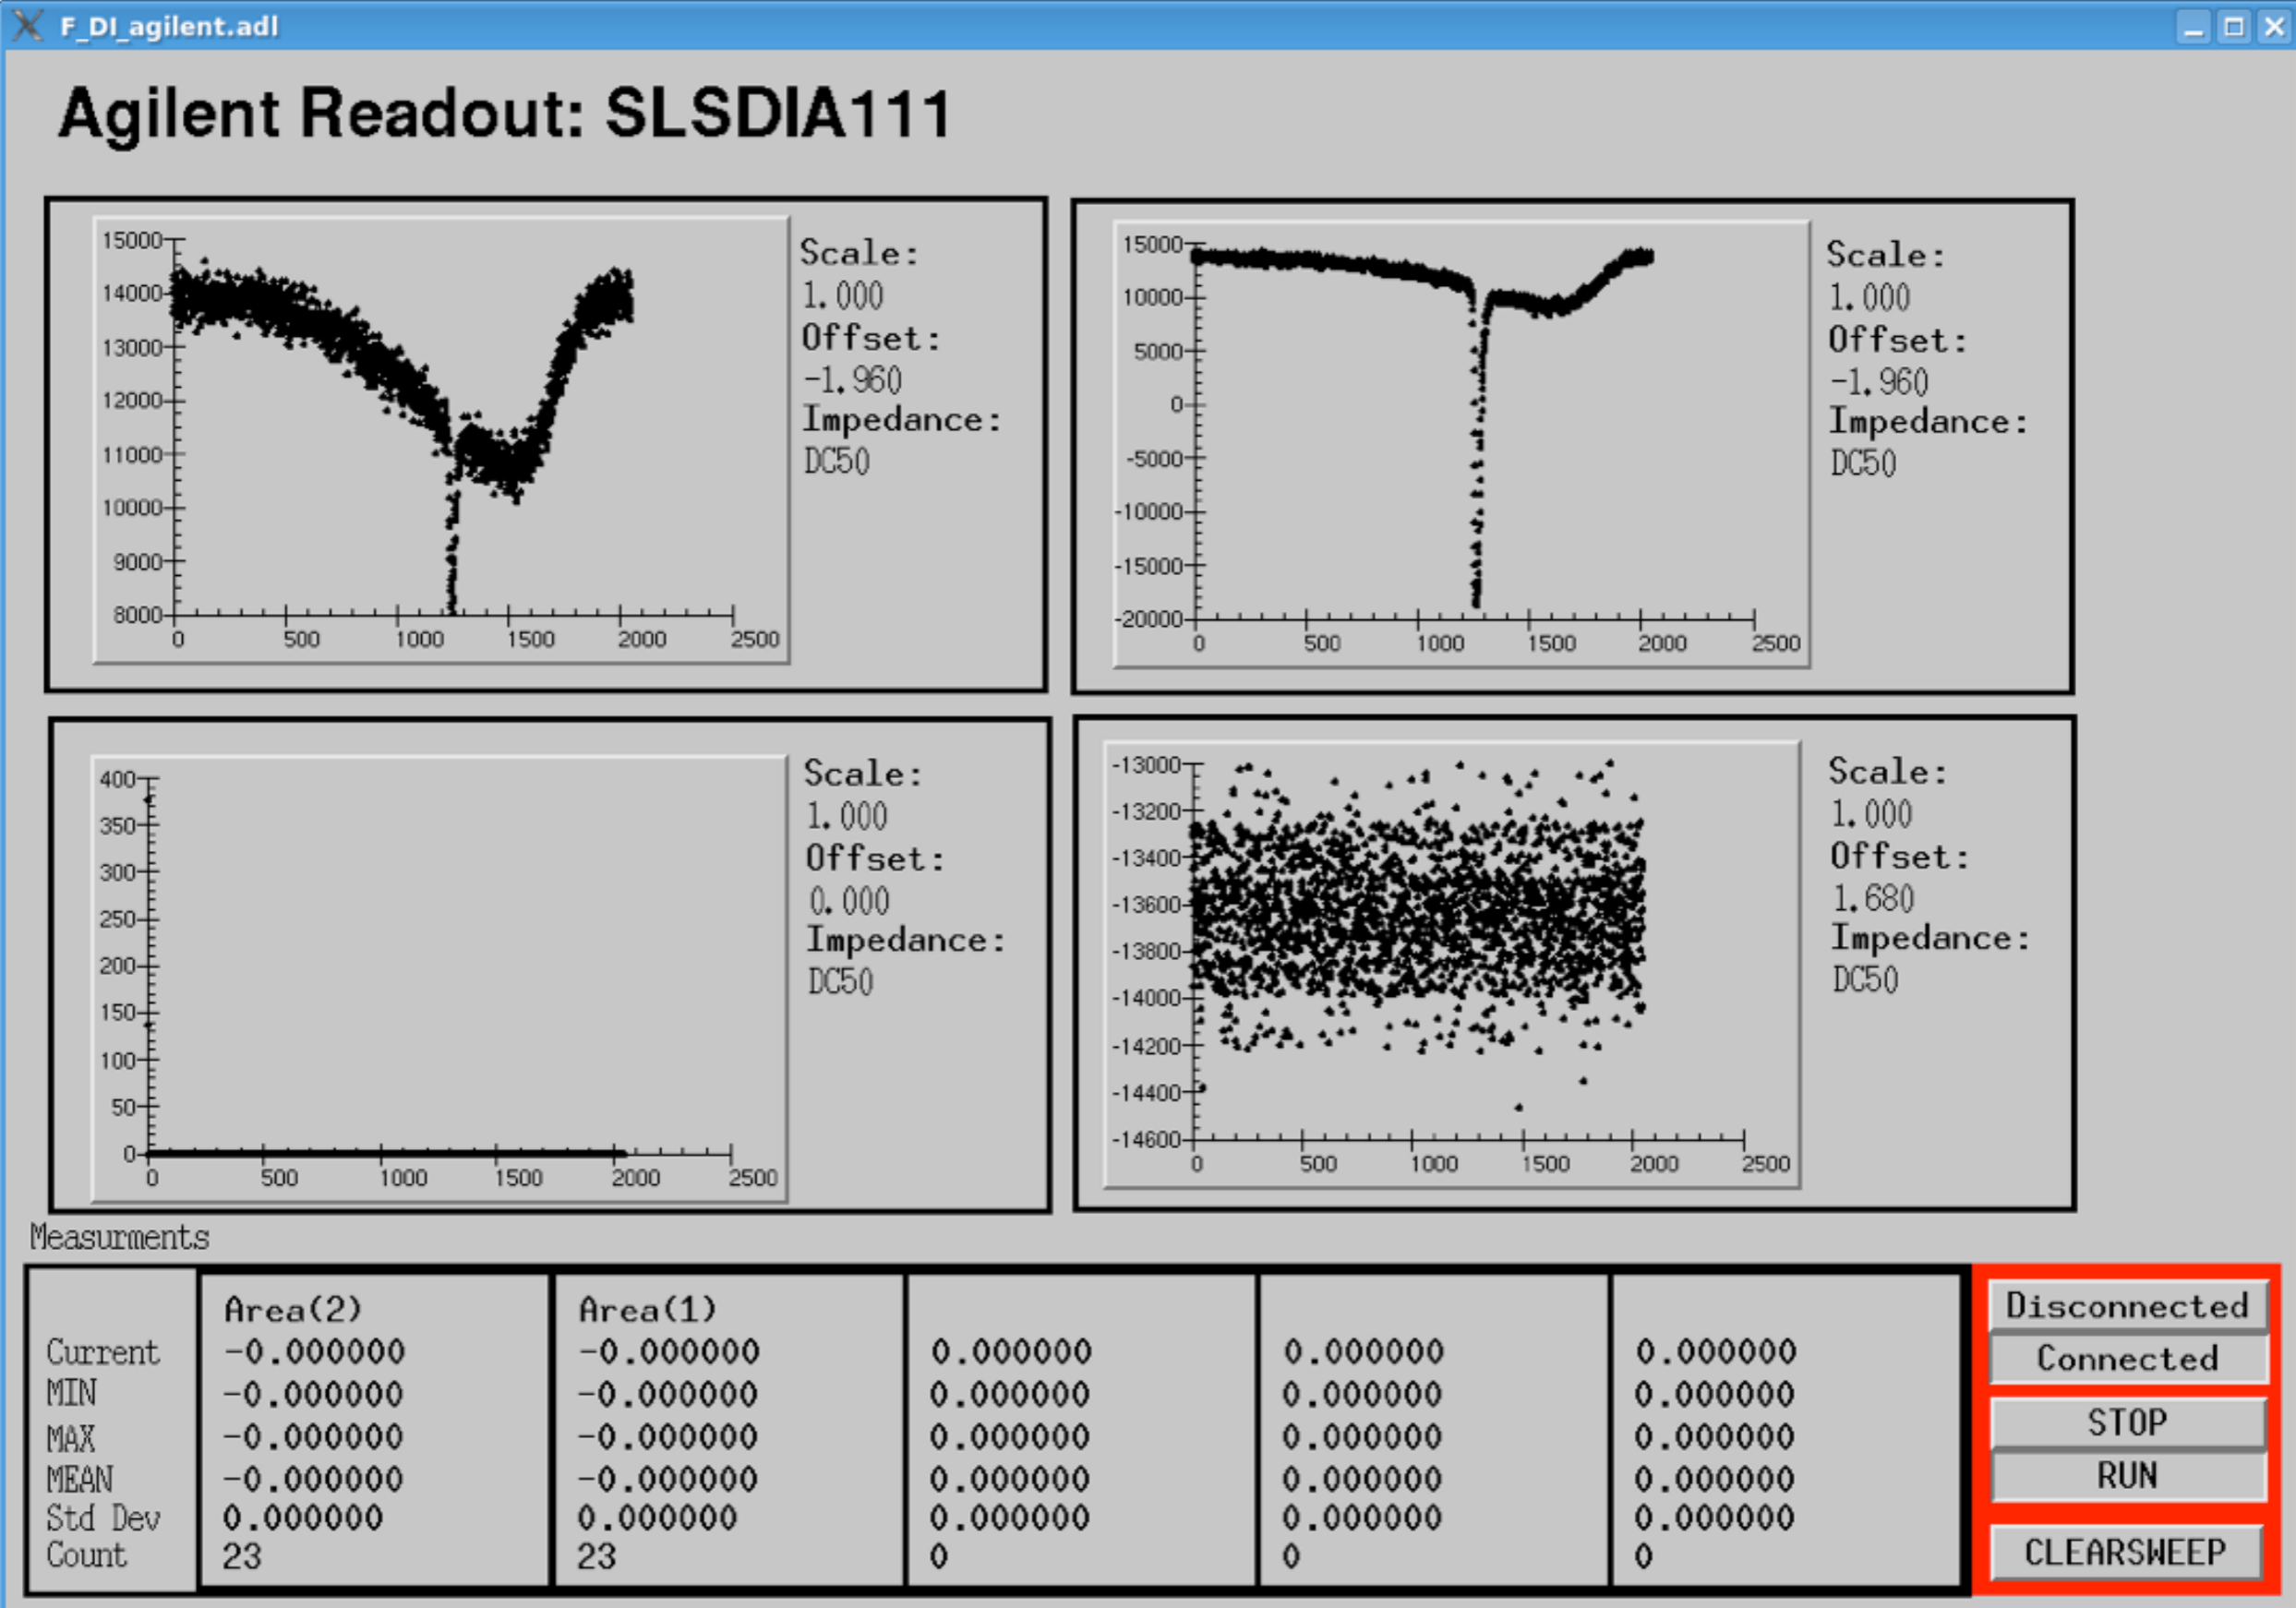 F_DI_agilent.adl
Agilent Readout: SLSDIA111
15000
14000
13000
12000
11000
10000
9000
8000
0 500 1000 1500 2000 2500
Scale:
1.000
Offset:
-1.960
Impedance:
DC50
15000
10000
5000
0
-5000
-10000
-15000
-20000
0 500 1000 1500 2000 2500
Scale:
1.000
Offset:
-1.960
Impedance:
DC50
400
350
300
250
200
150
100
50
0
0 500 1000 1500 2000 2500
Scale:
1.000
Offset:
0.000
Impedance:
DC50
-13000
-13200
-13400
-13600
-13800
-14000
-14200
-14400
-14600
0 500 1000 1500 2000 2500
Scale:
1.000
Offset:
1.680
Impedance:
DC50
Measurments
Area(2) Area(1)
Current -0.000000 -0.000000 0.000000 0.000000 0.000000
MIN -0.000000 -0.000000 0.000000 0.000000 0.000000
MAX -0.000000 -0.000000 0.000000 0.000000 0.000000
MEAN -0.000000 -0.000000 0.000000 0.000000 0.000000
Std Dev 0.000000 0.000000 0.000000 0.000000 0.000000
Count 23 23 0 0 0
Disconnected
Connected
STOP
RUN
CLEARSWEEP